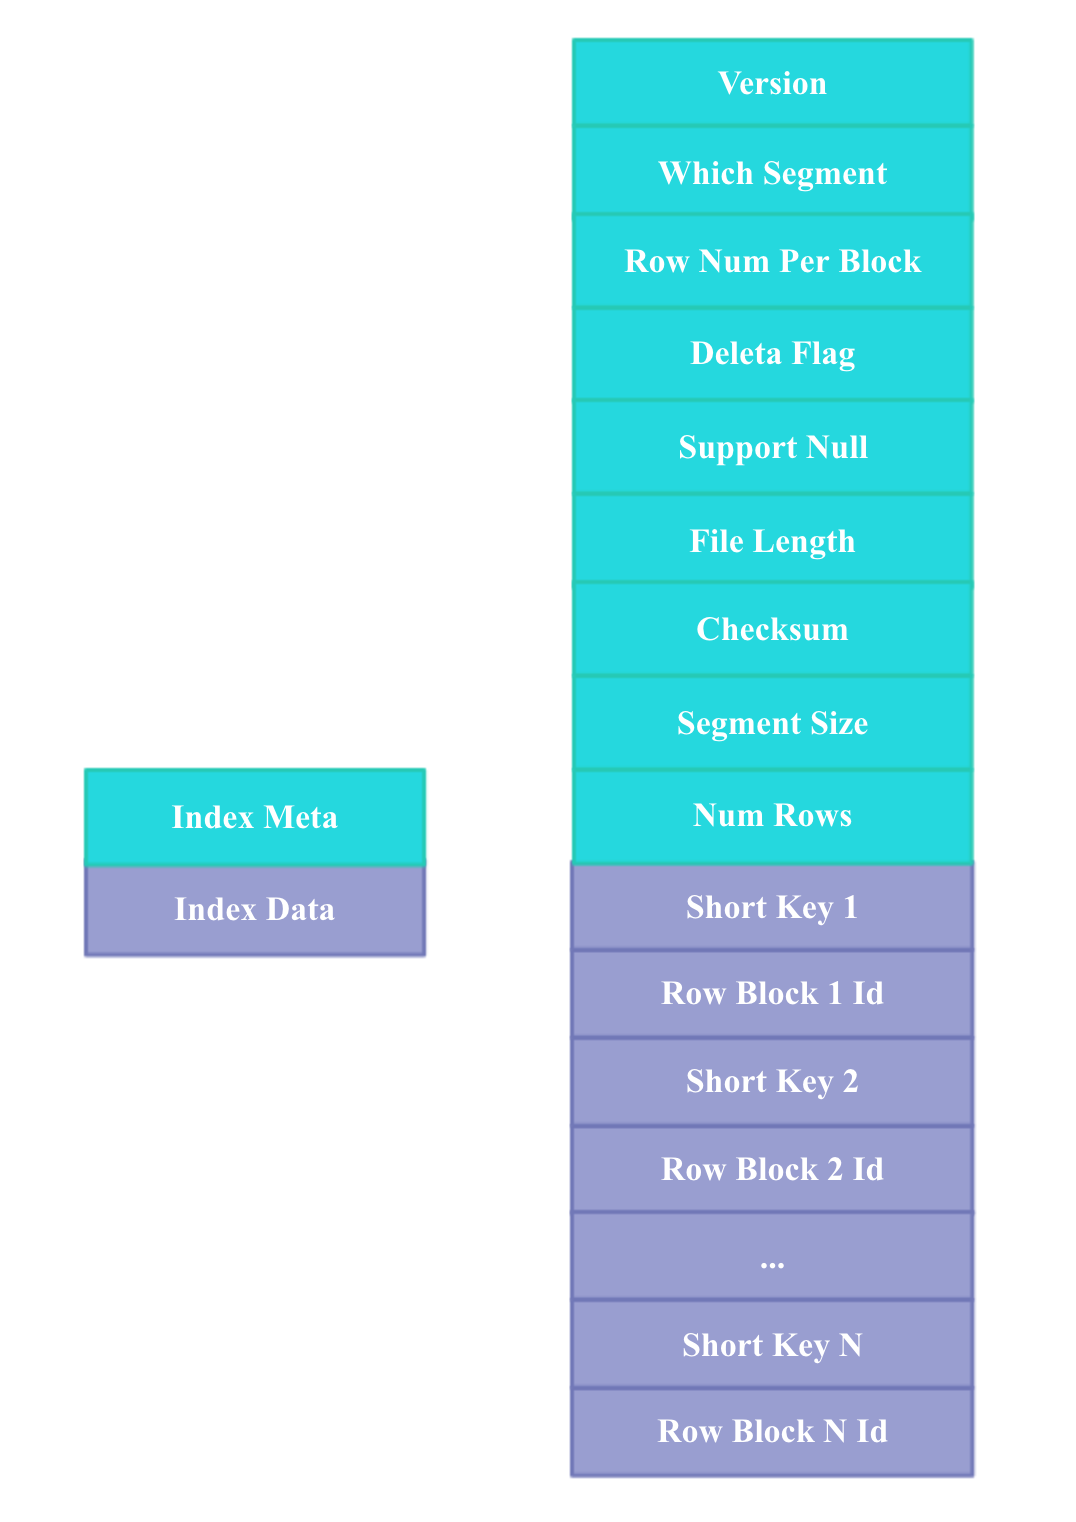 Version
Which Segment
Row Num Per Block
Deleta Flag
Support Null
File Length
Checksum
Segment Size
Num Rows
Short Key 1
Row Block 1 Id
Short Key 2
Row Block 2 Id
...
Short Key N
Row Block N Id
Index Meta
Index Data